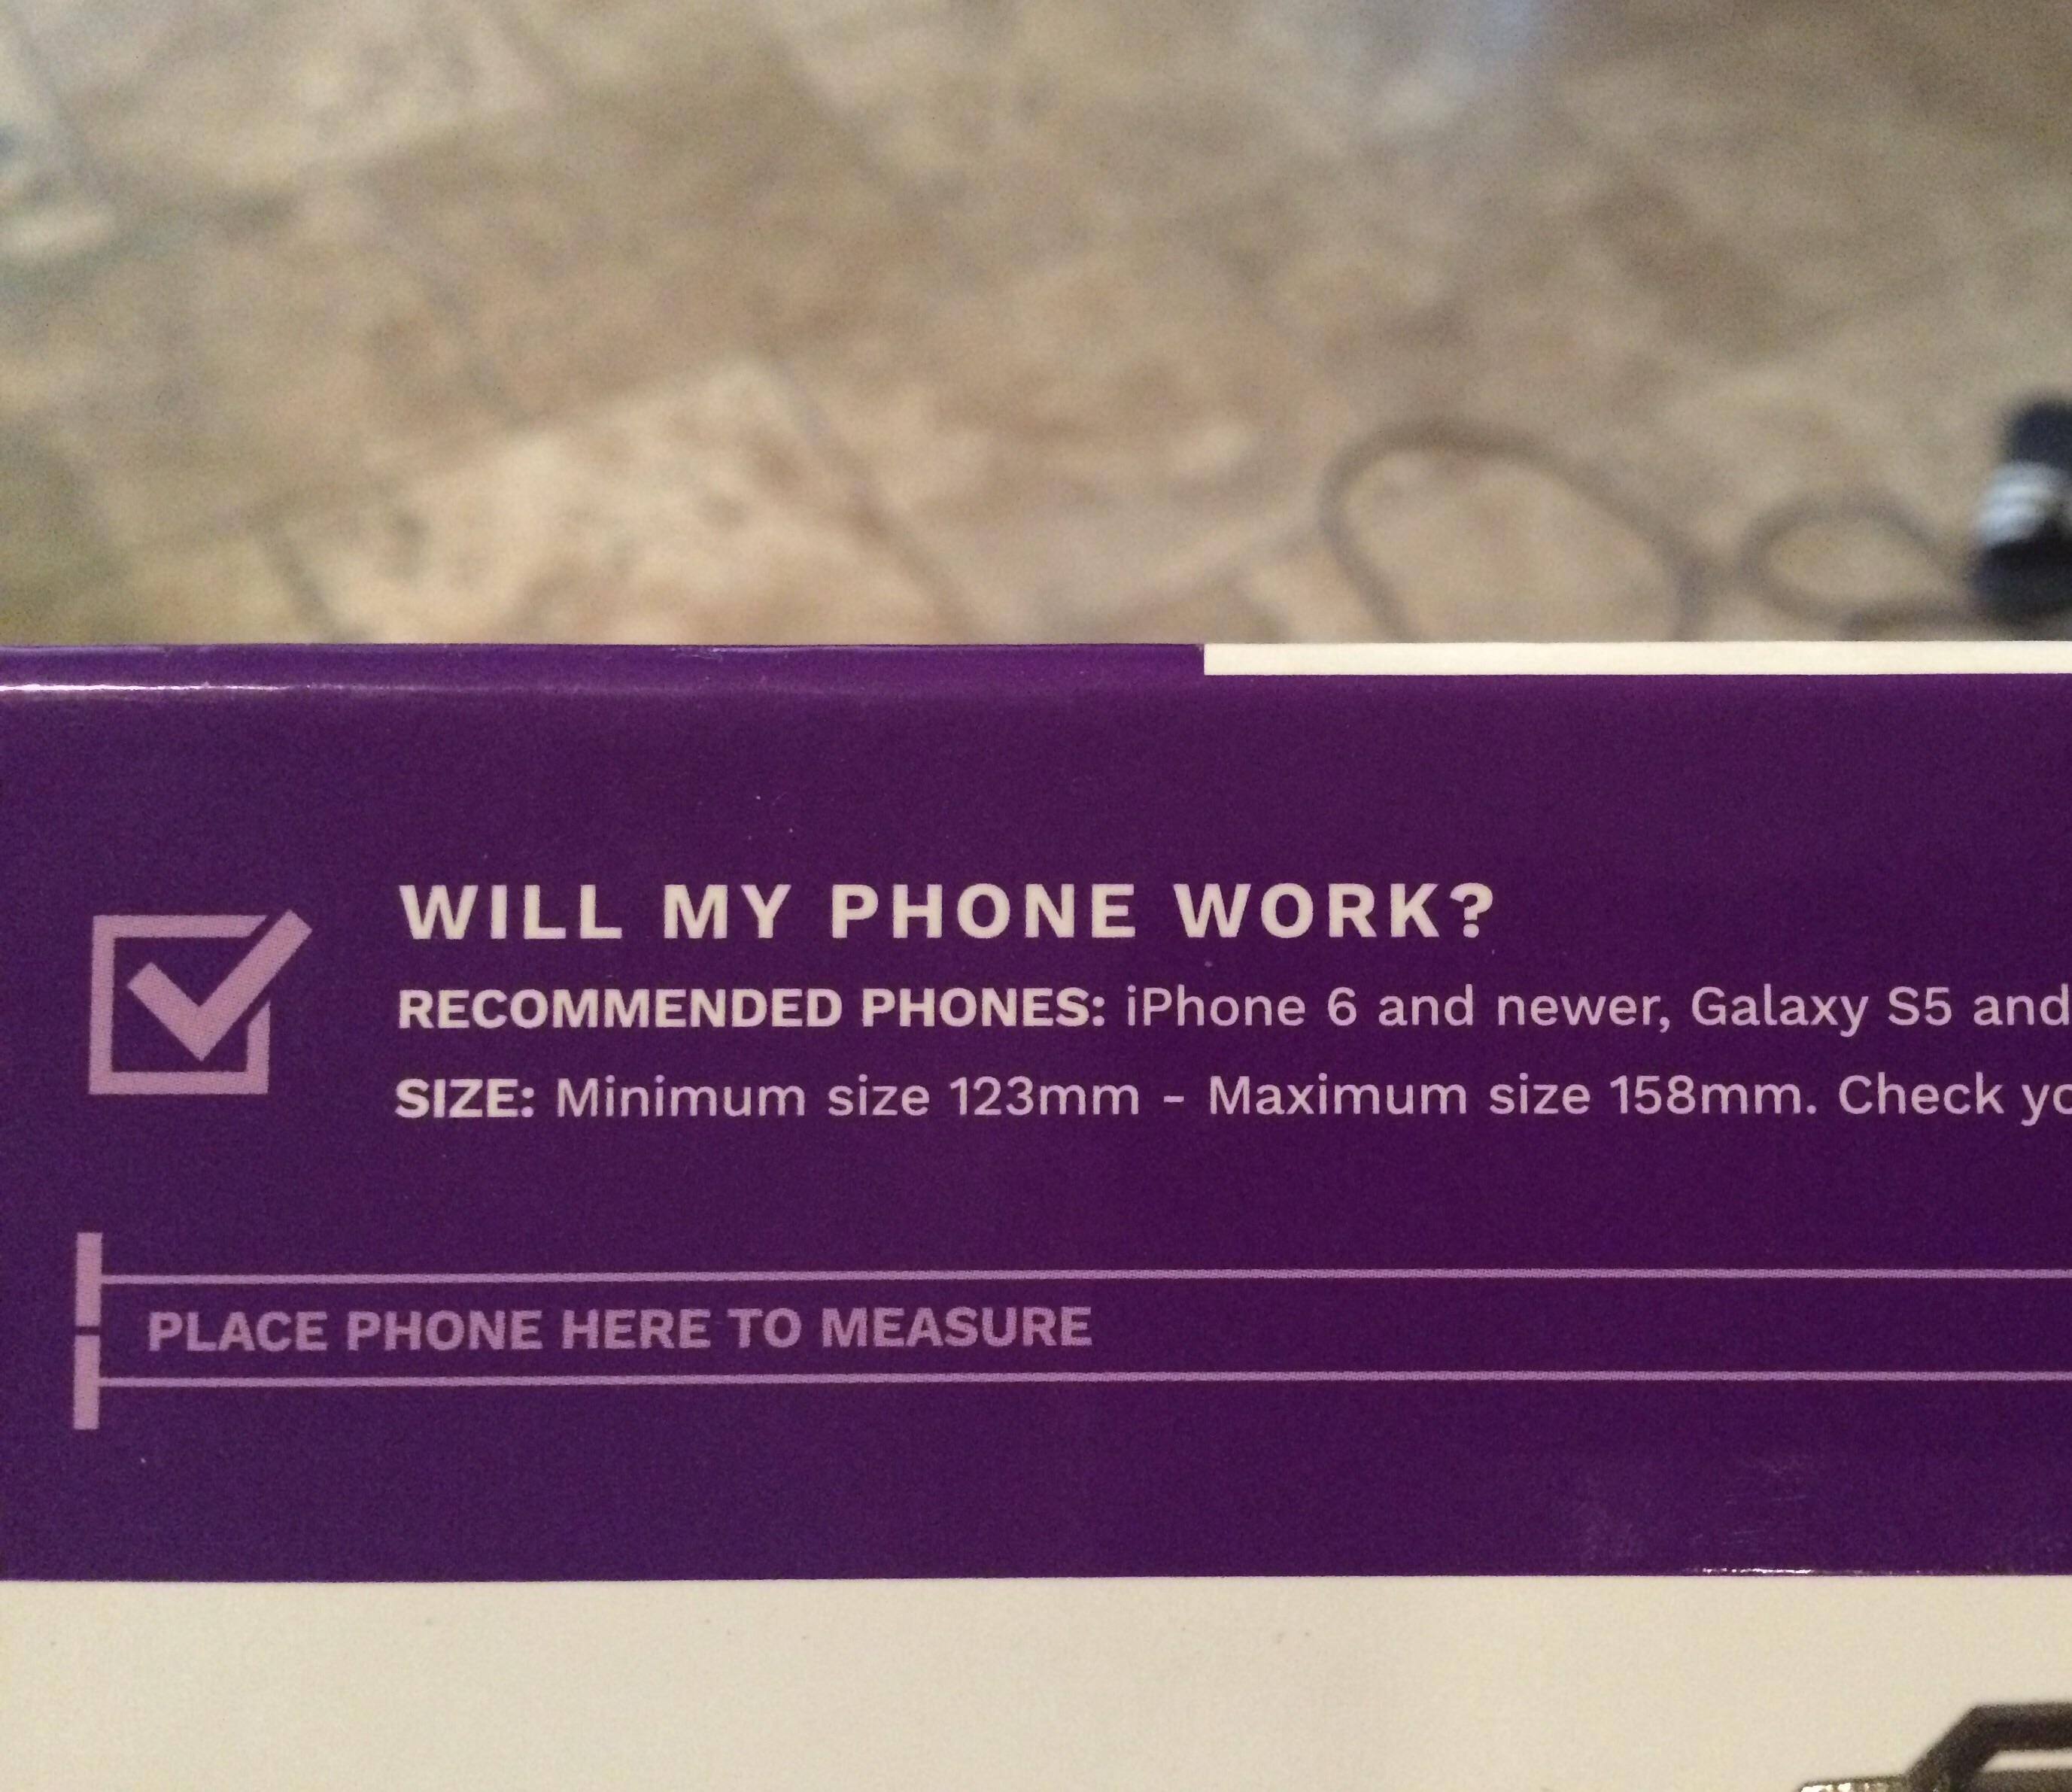 WILL MY PHONE WORK?
RECOMMENDED PHONES: iPhone 6 and newer, Galaxy S5 and
SIZE: Minimum size 123mm - Maximum size 158mm. Check
PLACE PHONE HERE TO MEASURE